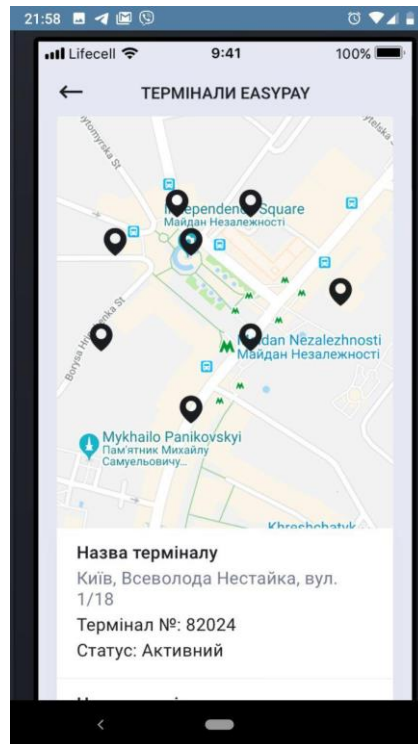 21:58
Lifecell 9:41 100%
ТЕРМІНАЛИ EASYPAY
Borysa Hrinchenka St
Independence Square
Майдан Незалежності
Maidan Nezalezhnosti
Майдан Незалежності
Mykhailo Panikovskyi
Пам'ятник Михайлу
Самуельовичу...
Khreshchatyk
Назва терміналу
Київ, Всеволода Нестайка, вул.
1/18
Термінал №: 82024
Статус: Активний